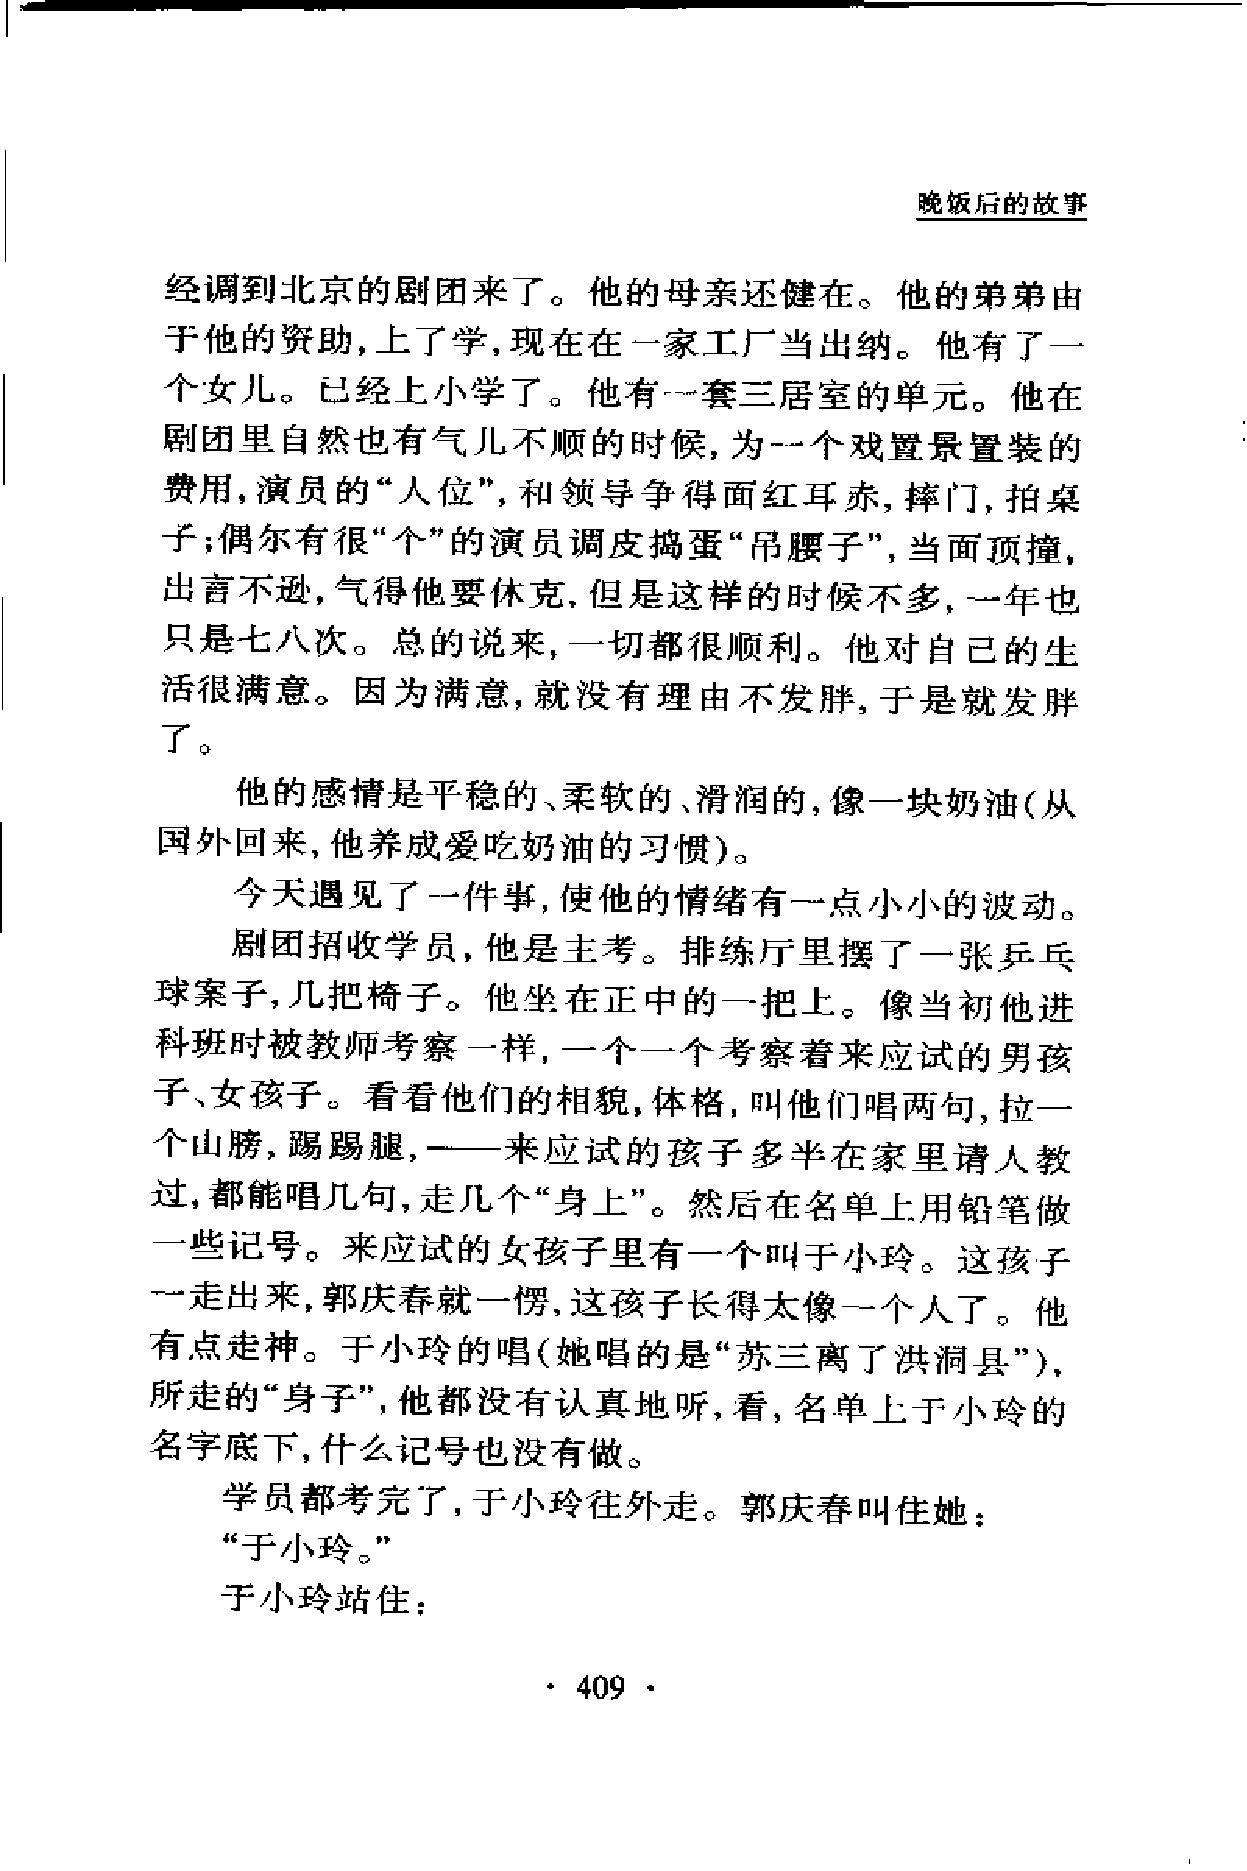 晚饭后的故事
经调到北京的剧团来了。他的母亲还健在。他的弟弟由
于他的资助,上了学,现在在一家工厂当出纳。他有了一
个女儿。已经上小学了。他有一套三居室的单元。他在
剧团里自然也有气儿不顺的时候,为一个戏置景置装的
费用,演员的“人位”,和领导争得面红耳赤,摔门,拍桌
子;偶尔有很“个”的演员调皮捣蛋“吊腰子”,当面顶撞,
出言不逊,气得他要休克,但是这样的时候不多,一年也
只是七八次。总的说来,一切都很顺利。他对自己的生
活很满意。因为满意,就没有理由不发胖,于是就发胖
了。
他的感情是平稳的、柔软的、滑润的,像一块奶油(从
国外回来,他养成爱吃奶油的习惯)。
今天遇见了一件事,使他的情绪有一点小小的波动。
剧团招收学员,他是主考。排练厅里摆了一张乒乓
球案子,几把椅子。他坐在正中的一把上。像当初他进
科班时被教师考察一样,一个一个考察着来应试的男孩
子、女孩子。看看他们的相貌,体格,叫他们唱两句,拉一
个山膀,踢踢腿,——来应试的孩子多半在家里请人教
过,都能唱几句,走几个“身上”。然后在名单上用铅笔做
一些记号。来应试的女孩子里有一个叫于小玲。这孩子
一走出来,郭庆春就一愣,这孩子长得太像一个人了。他
有点走神。于小玲的唱(她唱的是“苏三离了洪洞县”),
所走的“身子”,他都没有认真地听,看,名单上于小玲的
名字底下,什么记号也没有做。
学员都考完了,于小玲往外走。郭庆春叫住她:
“于小玲。”
于小玲站住:
· 409 ·